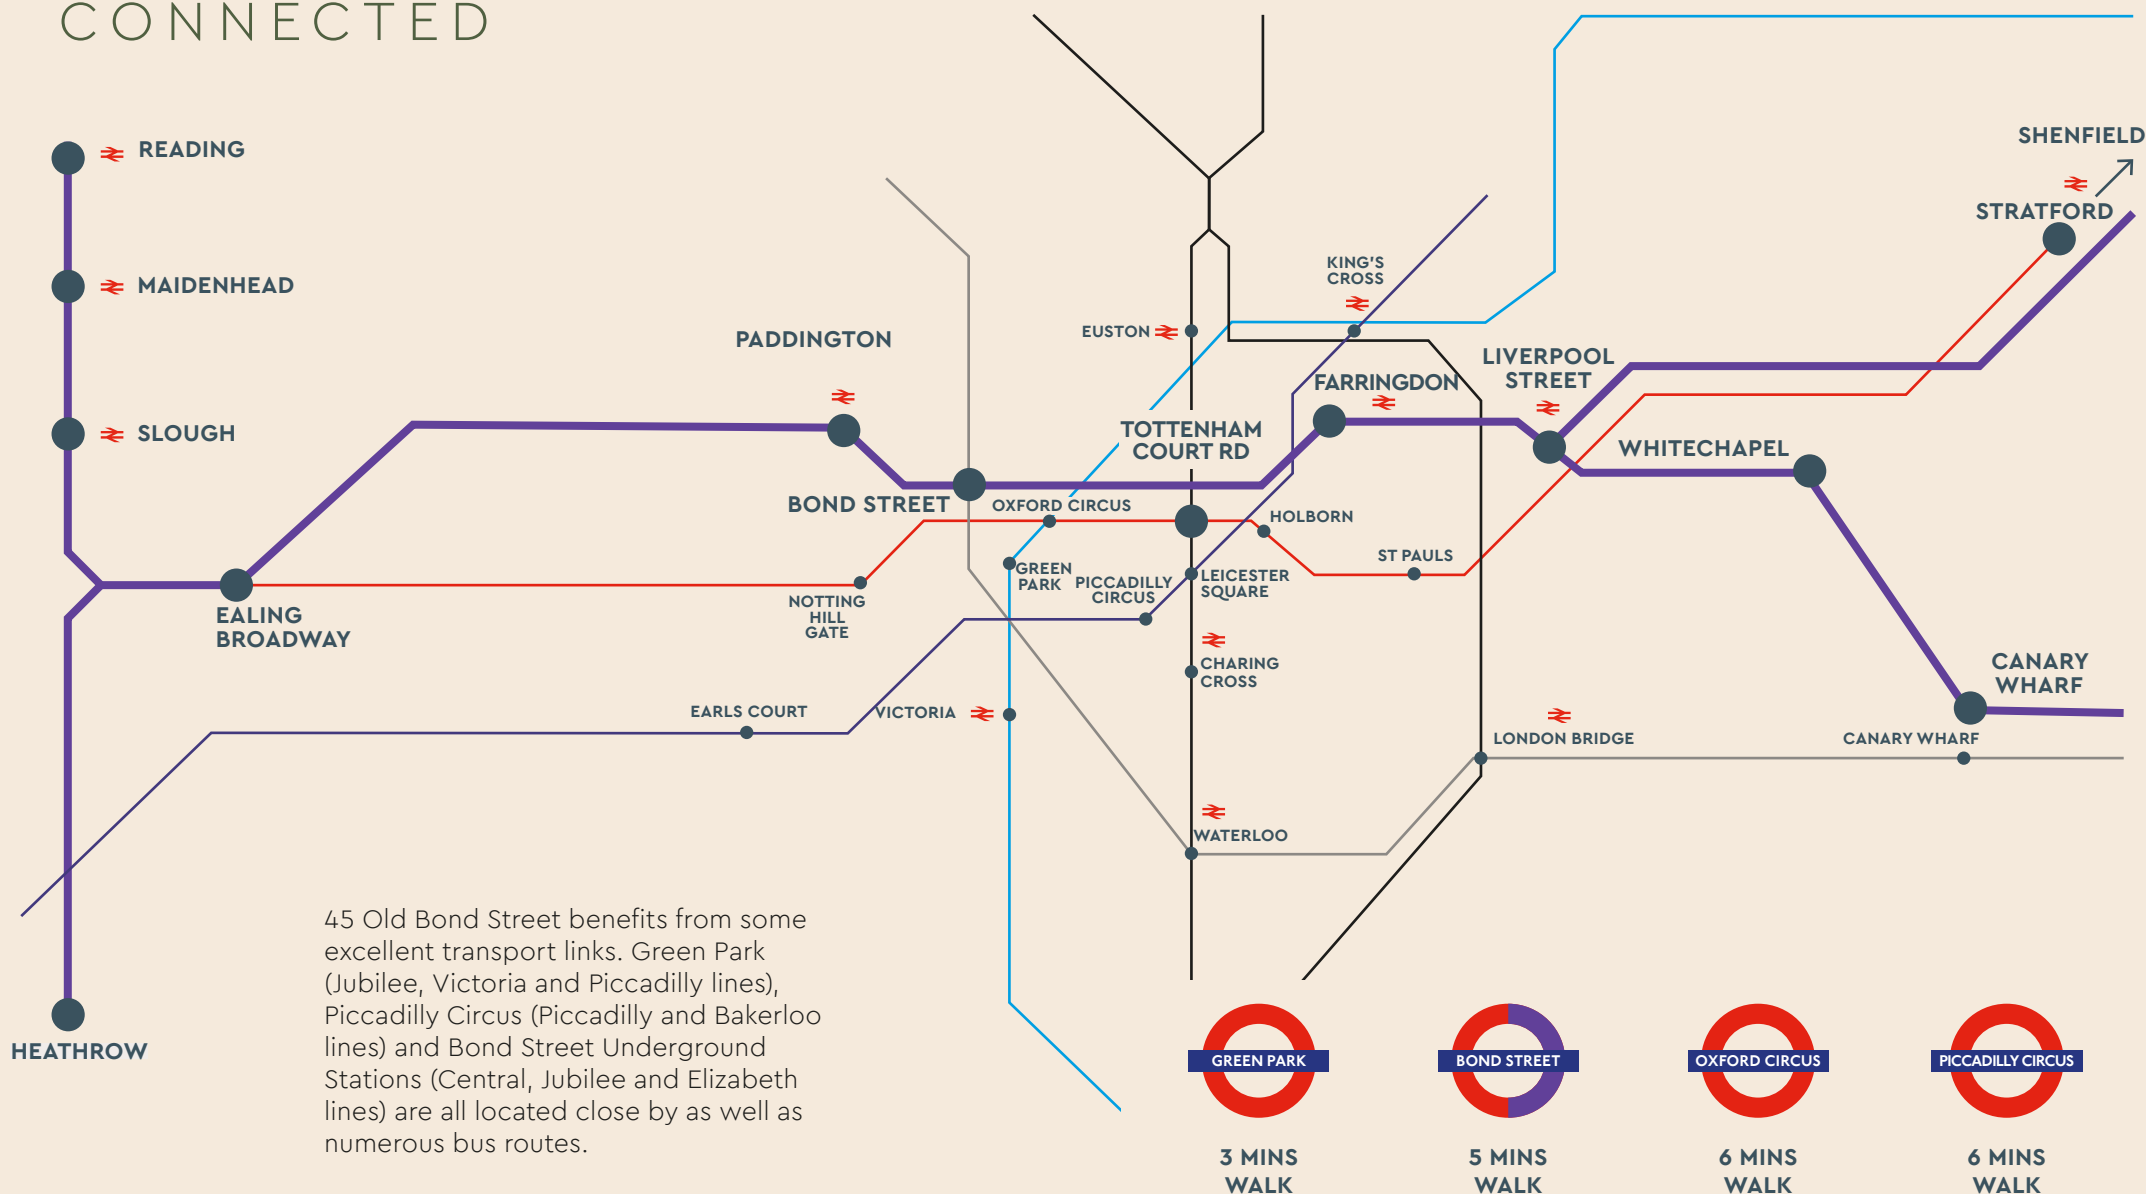 CONNECTED
READING
MAIDENHEAD
SLOUGH
EALING
BROADWAY
HEATHROW
PADDINGTON
BOND STREET
OXFORD CIRCUS
TOTTENHAM
COURT RD
EUSTON
KING'S
CROSS
FARRINGDON
LIVERPOOL
STREET
WHITECHAPEL
SHENFIELD
STRATFORD
CANARY
WHARF
NOTTING
HILL
GATE
GREEN
PARK
PICCADILLY
CIRCUS
LEICESTER
SQUARE
HOLBORN
ST PAULS
CHARING
CROSS
EARLS COURT
VICTORIA
WATERLOO
LONDON BRIDGE
CANARY WHARF
45 Old Bond Street benefits from some
excellent transport links. Green Park
(Jubilee, Victoria and Piccadilly lines),
Piccadilly Circus (Piccadilly and Bakerloo
lines) and Bond Street Underground
Stations (Central, Jubilee and Elizabeth
lines) are all located close by as well as
numerous bus routes.
GREEN PARK
3 MINS
WALK
BOND STREET
5 MINS
WALK
OXFORD CIRCUS
6 MINS
WALK
PICCADILLY CIRCUS
6 MINS
WALK